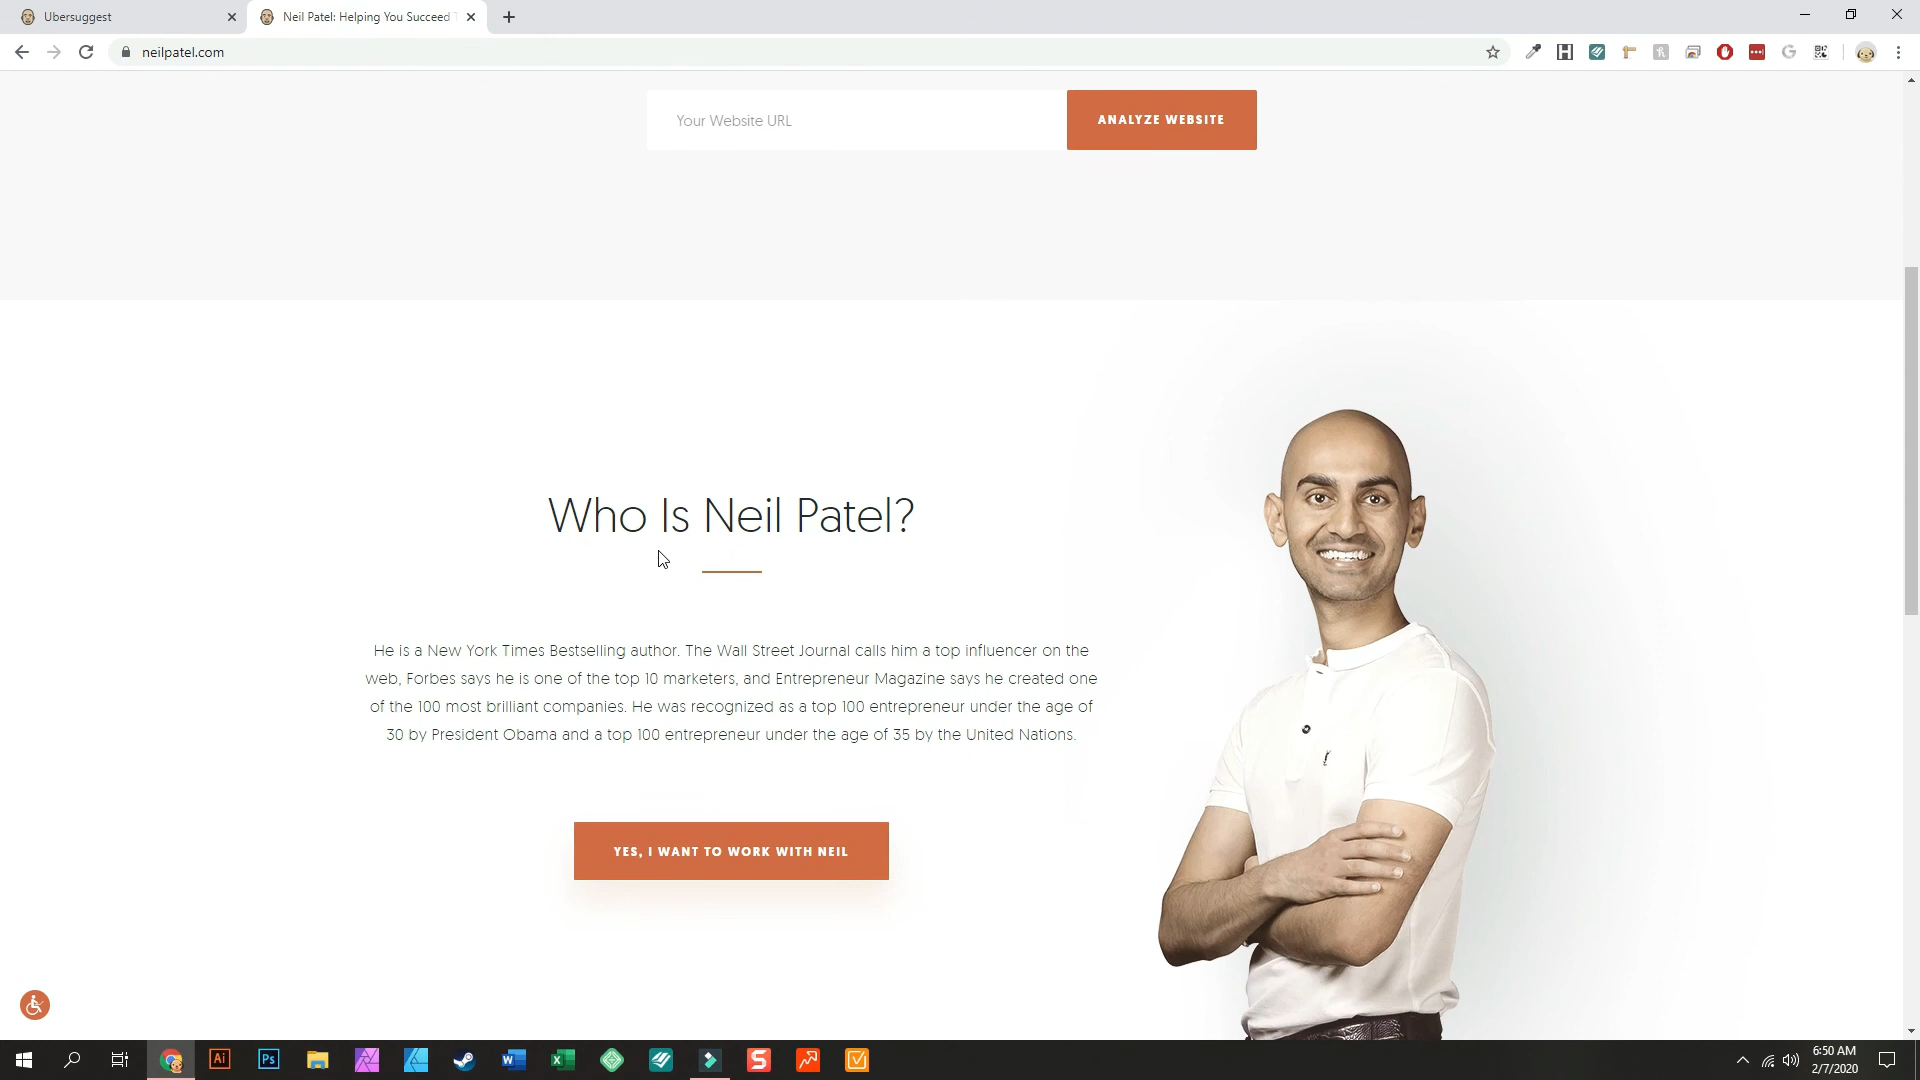 Ubersuggest
Neil Patel: Helping You Succeed
neilpatel.com
Your Website URL
ANALYZE WEBSITE
Who Is Neil Patel?
He is a New York Times Bestselling author. The Wall Street Journal calls him a top influencer on the
web, Forbes says he is one of the top 10 marketers, and Entrepreneur Magazine says he created one
of the 100 most brilliant companies. He was recognized as a top 100 entrepreneur under the age of
30 by President Obama and a top 100 entrepreneur under the age of 35 by the United Nations.
YES, I WANT TO WORK WITH NEIL
Ai
Ps
6:50 AM
2/7/2020